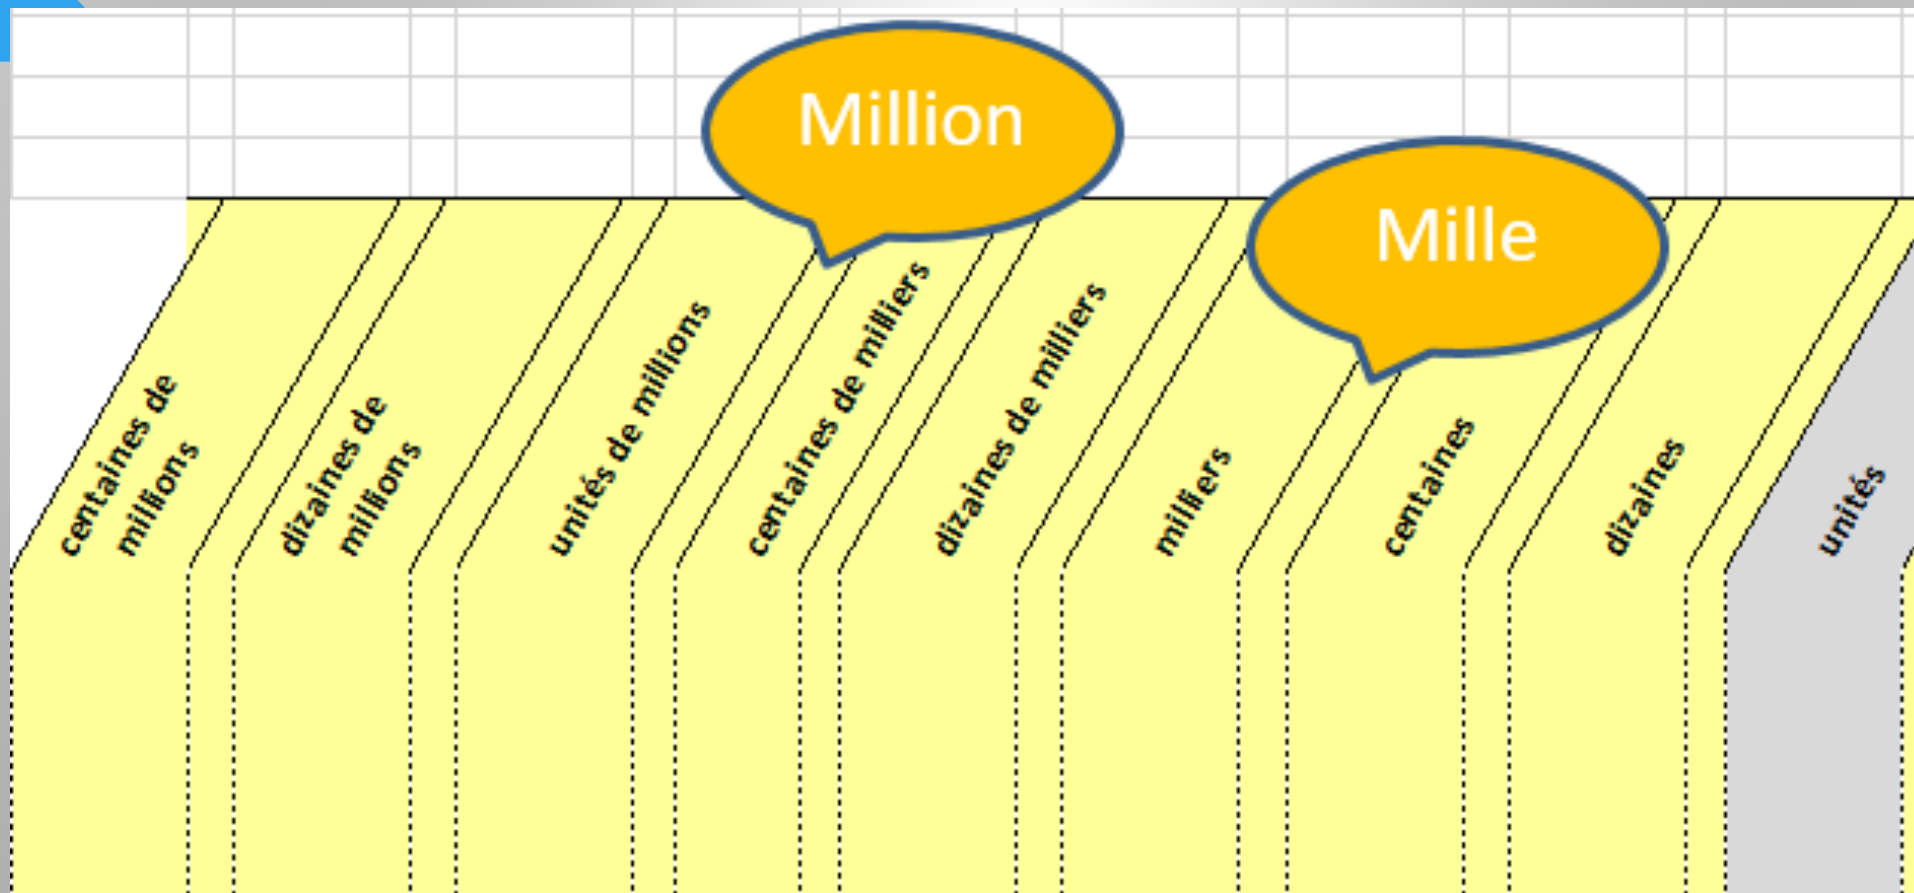 Million
Mille
centaines de
millions
dizaines de
millions
unités de millions
centaines de milliers
dizaines de milliers
milliers
centaines
dizaines
unités